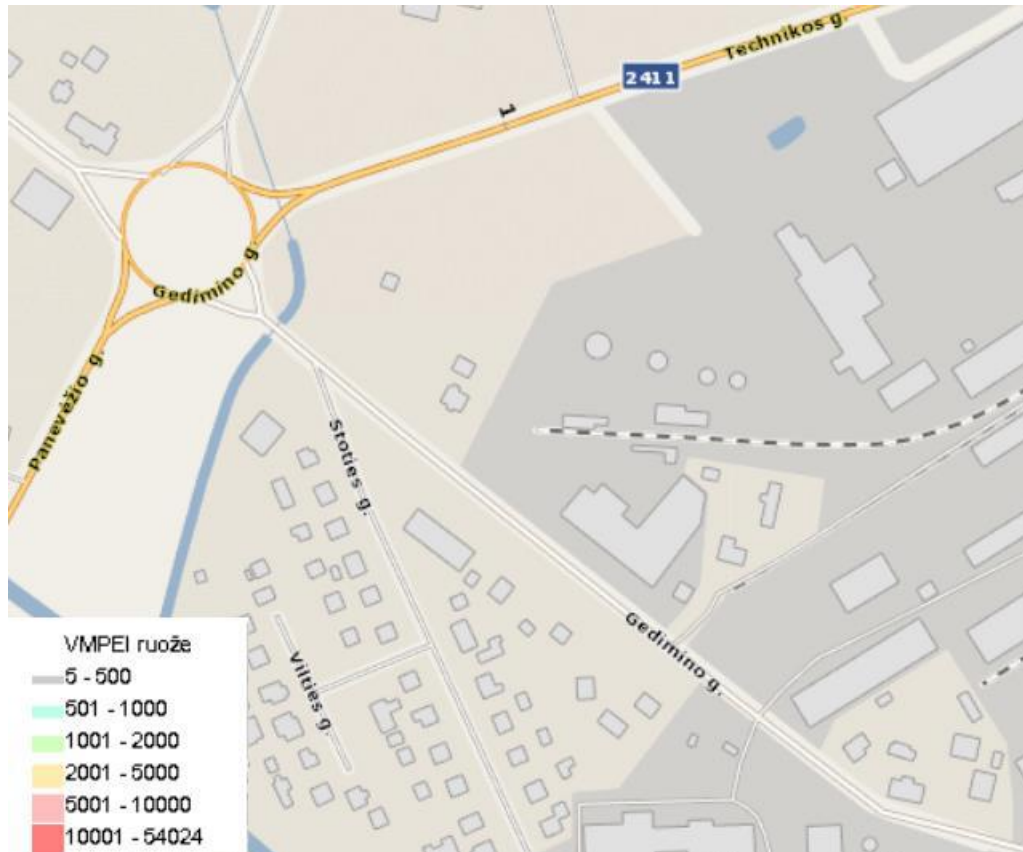 Technikos g.
2411
1
Gedimino g.
Panevėžio g.
Stoties g.
Gedimino g.
Vilties g.
VMPEI ruože
5 - 500
501 - 1000
1001 - 2000
2001 - 5000
5001 - 10000
10001 - 54024